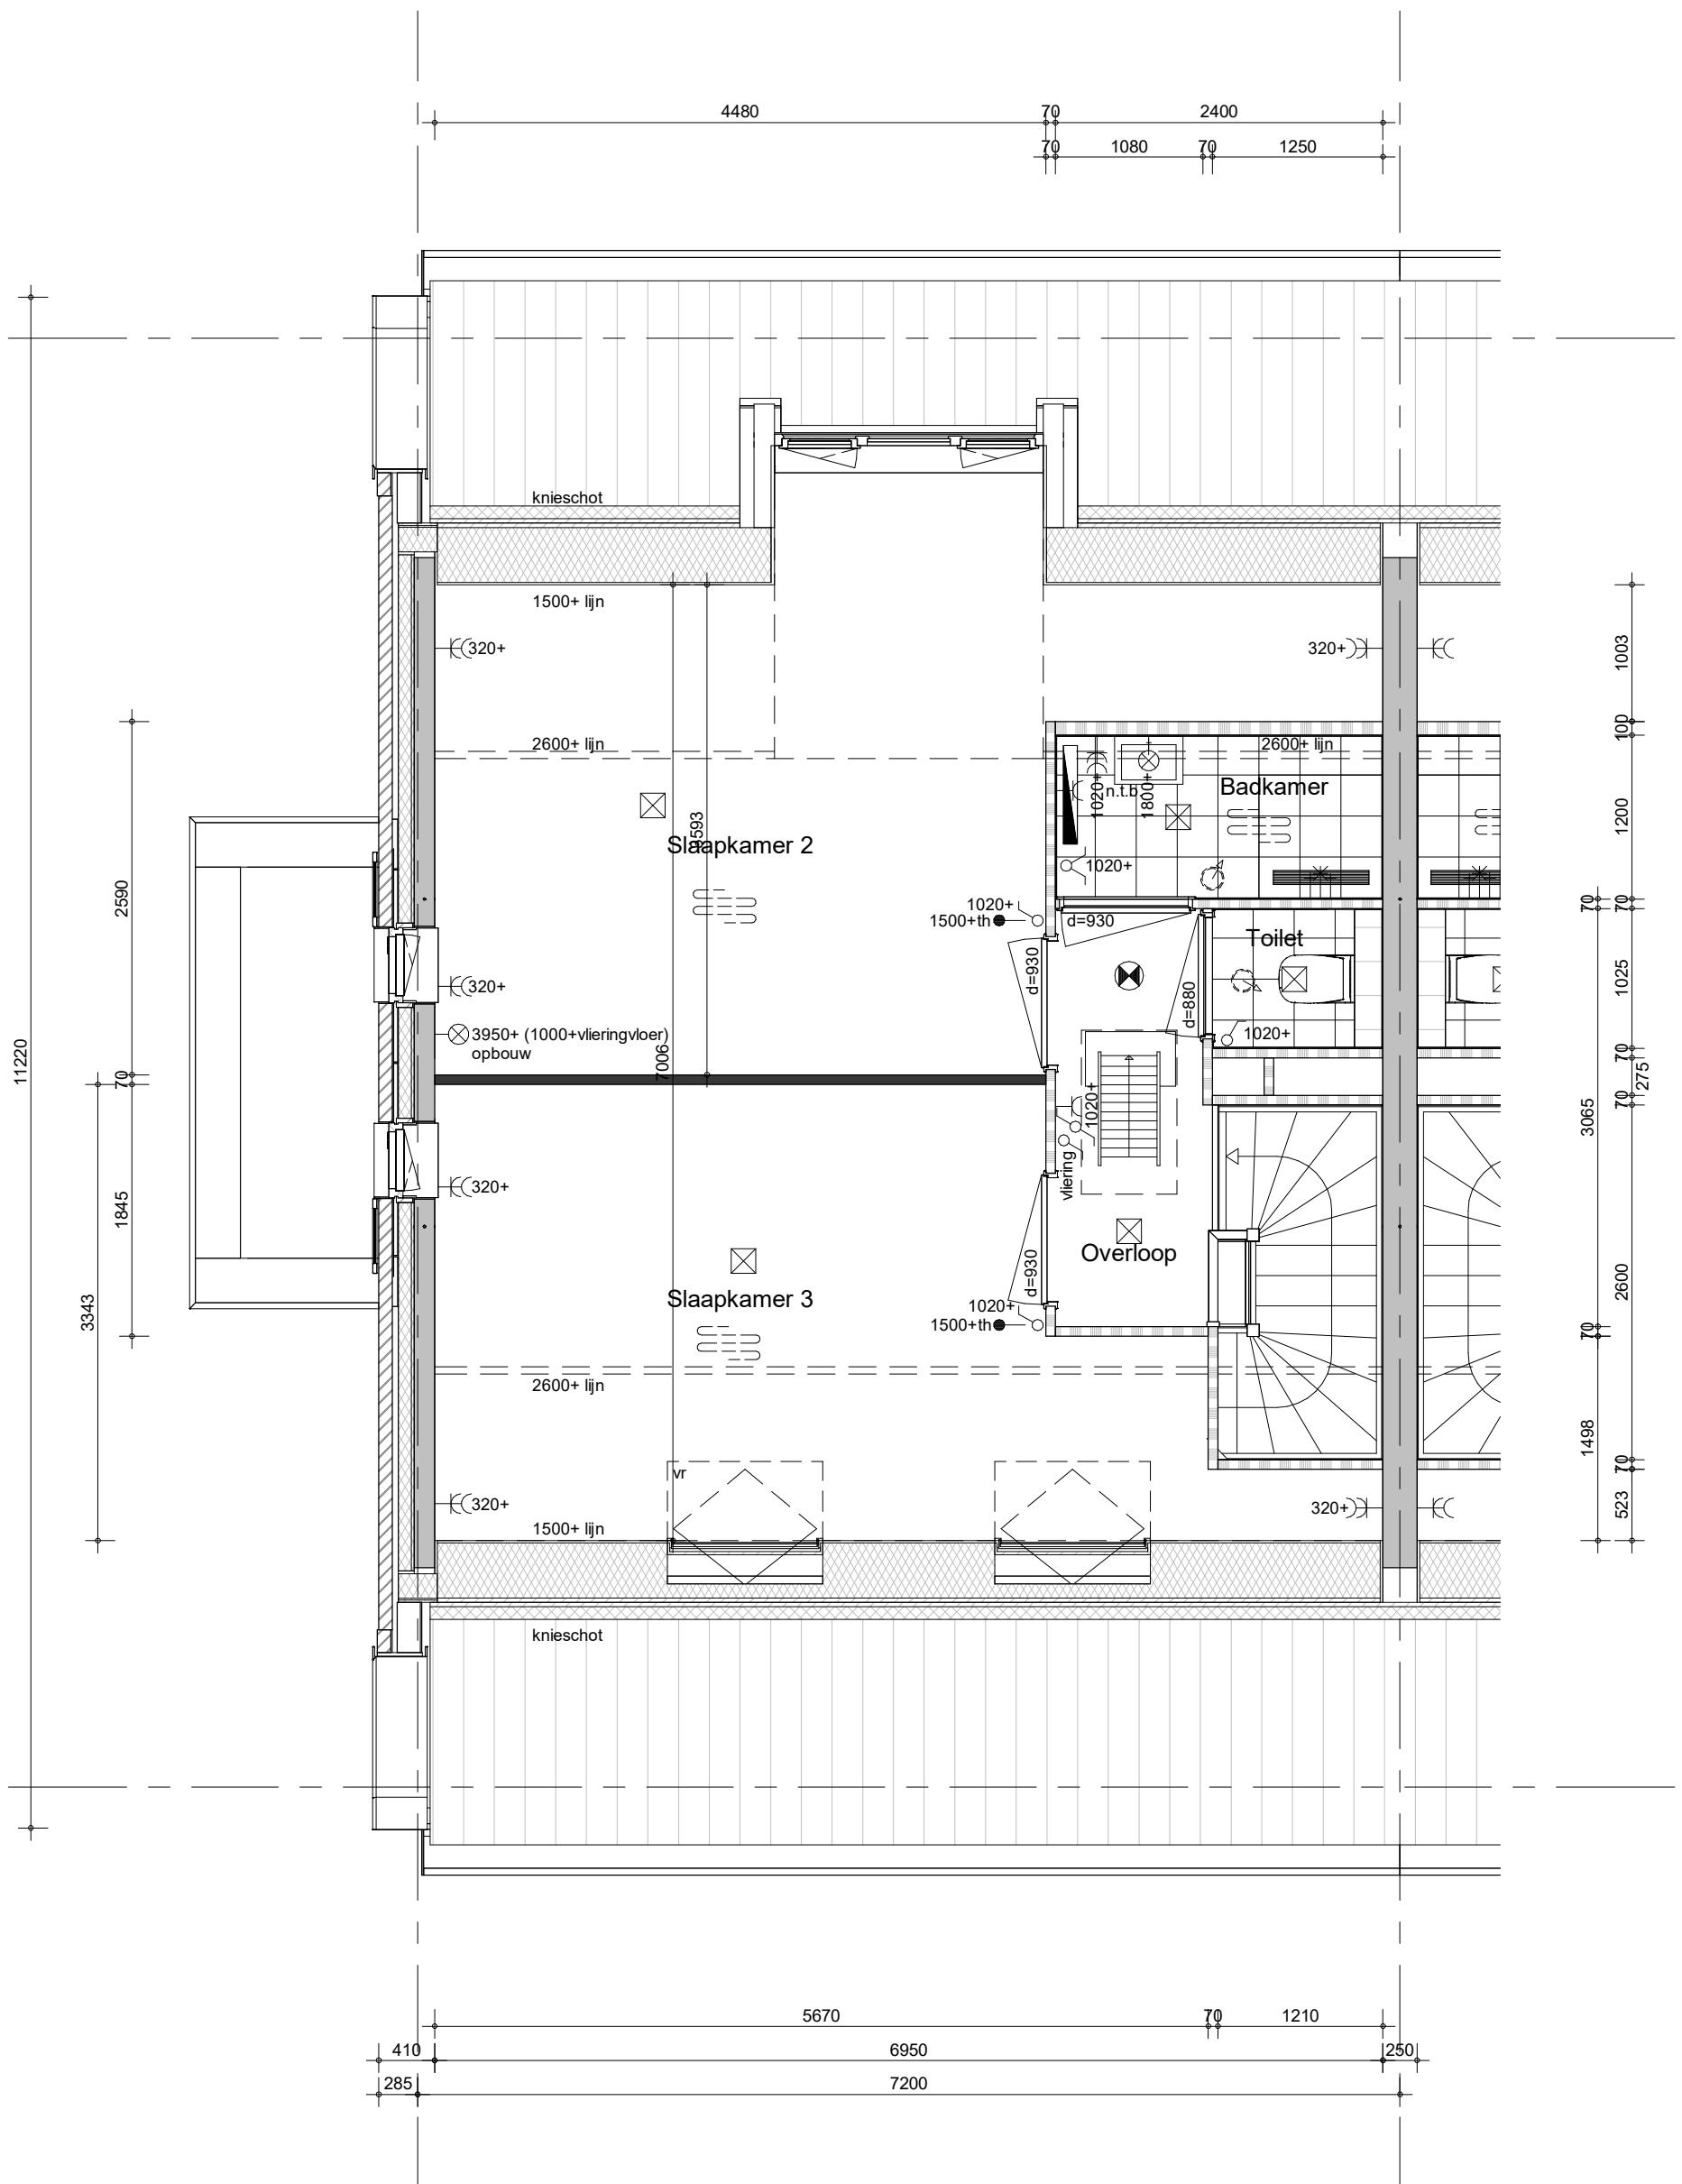 4480
70
2400
70
1080
70
1250
knieschot
1500+ lijn
320+
320+
1003
100
2600+ lijn
2600+ lijn
Badkamer
1020+
n.t.b
1800+
1200
Slaapkamer 2
1020+
2590
1020+
1500+th
d=930
70
70
Toilet
d=930
d=880
1025
320+
3950+ (1000+vlieringvloer)
opbouw
1020+
11220
7006
70
70
275
70
1020+
3065
vliering
320+
1845
Overloop
d=930
2600
Slaapkamer 3
3343
1020+
1500+th
70
2600+ lijn
1498
vr
70
320+
320+
523
1500+ lijn
knieschot
5670
70
1210
410
6950
250
285
7200